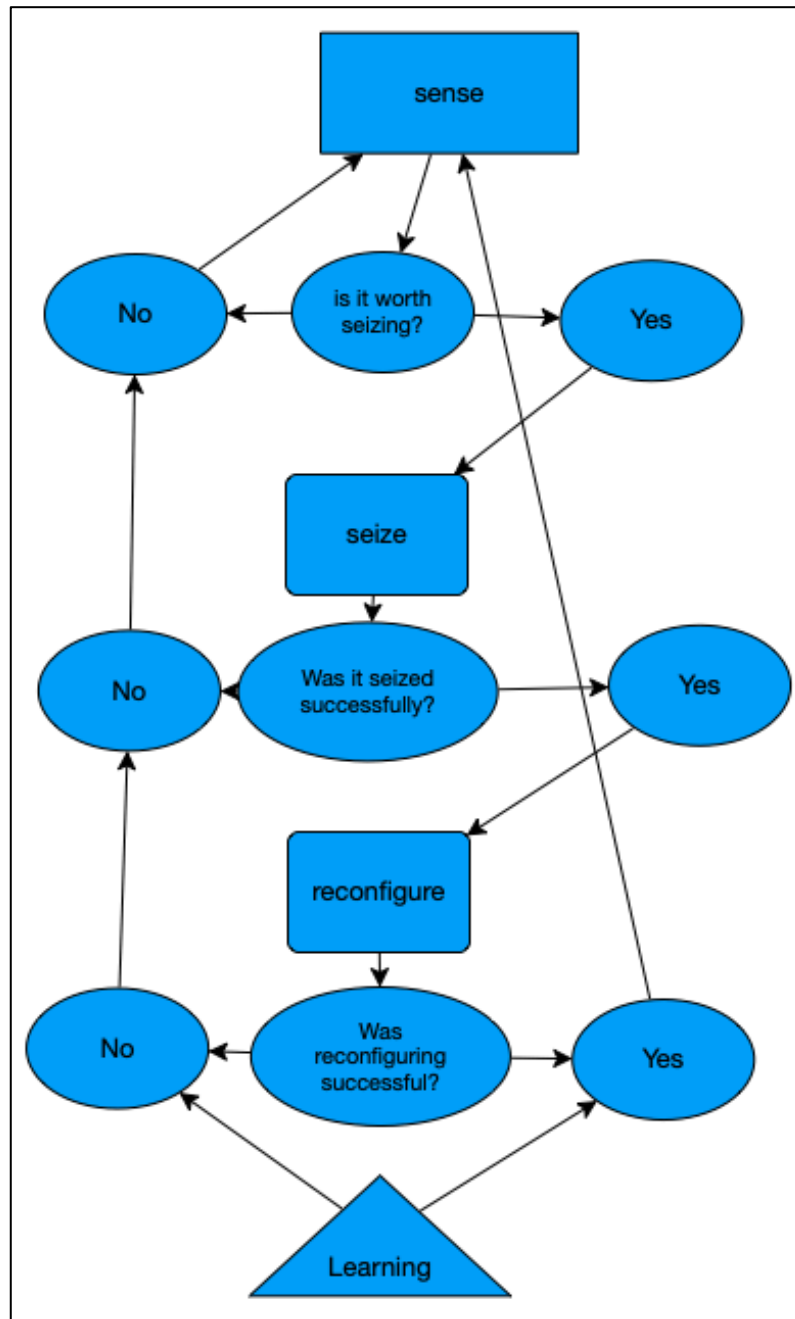 sense
No
is it worth
seizing?
Yes
seize
No
Was it seized
successfully?
Yes
reconfigure
No
Was
reconfiguring
successful?
Yes
Learning